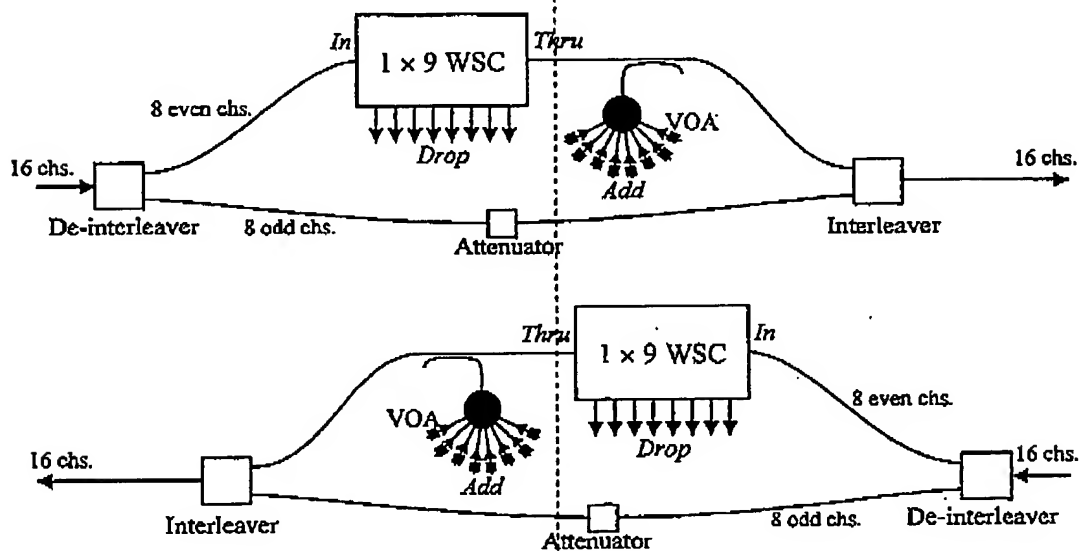 In
1 × 9 WSC
Thru
8 even chs.
VOA
Drop
16 chs.
Add
16 chs.
De-interleaver
8 odd chs.
Attenuator
Interleaver
Thru
1 × 9 WSC
In
8 even chs.
VOA
Drop
16 chs.
Add
16 chs.
Interleaver
8 odd chs.
De-interleaver
Attenuator